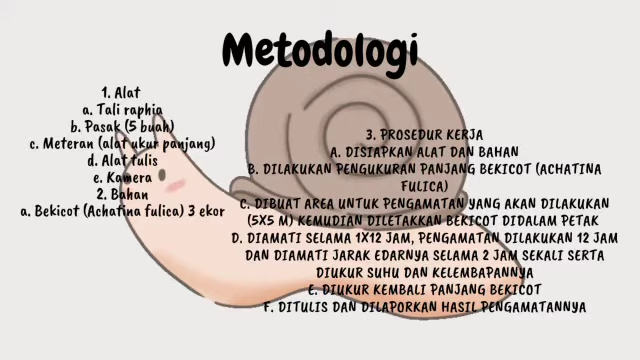 Metodologi
1. Alat
a. Tali raphia
b. Pasak (5 buah)
c. Meteran (alat ukur panjang)
d. Alat tulis
e. Kamera
2. Bahan
a. Bekicot (Achatina fulica) 3 ekor
3. PROSEDUR KERJA
A. DISIAPKAN ALAT DAN BAHAN
B. DILAKUKAN PENGUKURAN PANJANG BEKICOT (ACHATINA
FULICA)
C. DIBUAT AREA UNTUK PENGAMATAN YANG AKAN DILAKUKAN
(5X5 M) KEMUDIAN DILETAKKAN BEKICOT DIDALAM PETAK
D. DIAMATI SELAMA 1X12 JAM, PENGAMATAN DILAKUKAN 12 JAM
DAN DIAMATI JARAK EDARNYA SELAMA 2 JAM SEKALI SERTA
DIUKUR SUHU DAN KELEMBAPANNYA
E. DIUKUR KEMBALI PANJANG BEKICOT
F. DITULIS DAN DILAPORKAN HASIL PENGAMATANNYA